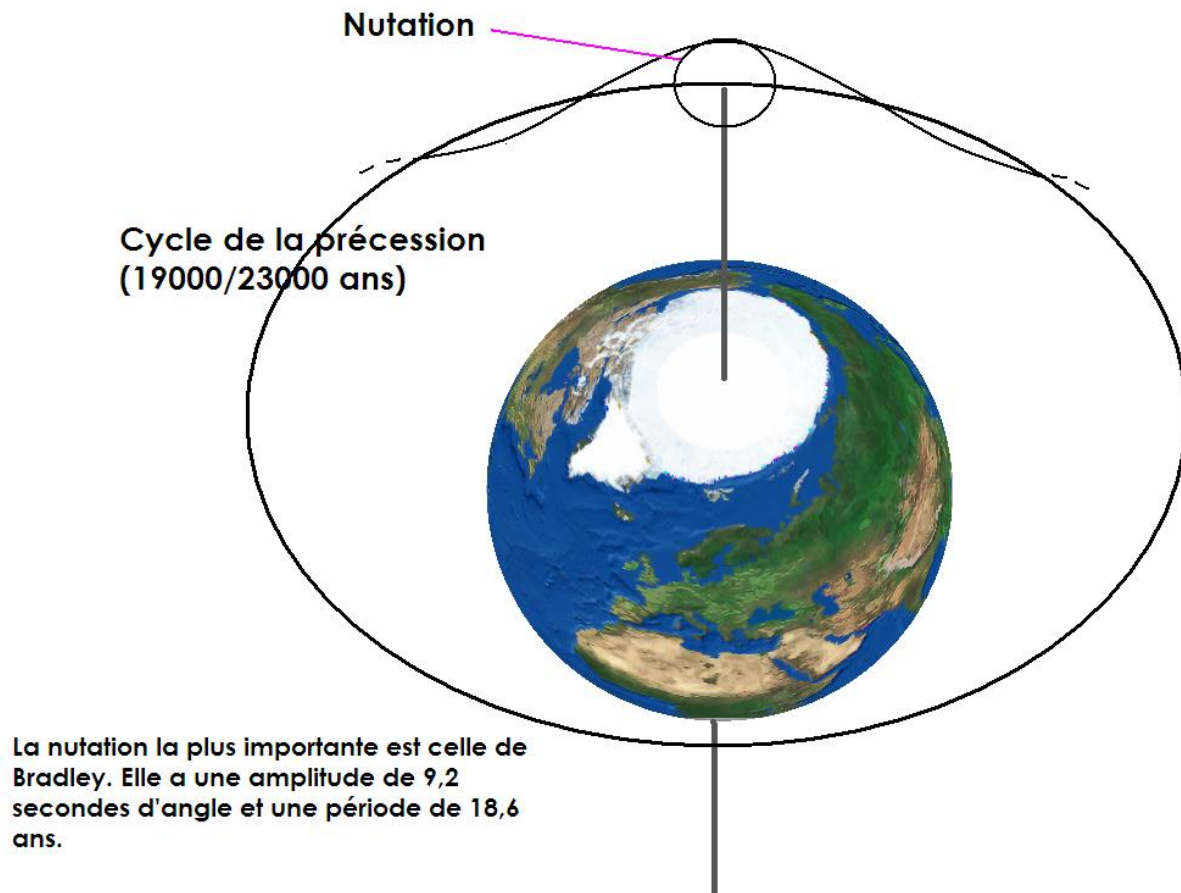 Nutation
Cycle de la précession
(19000/23000 ans)
La nutation la plus importante est celle de
Bradley. Elle a une amplitude de 9,2
secondes d'angle et une période de 18,6
ans.